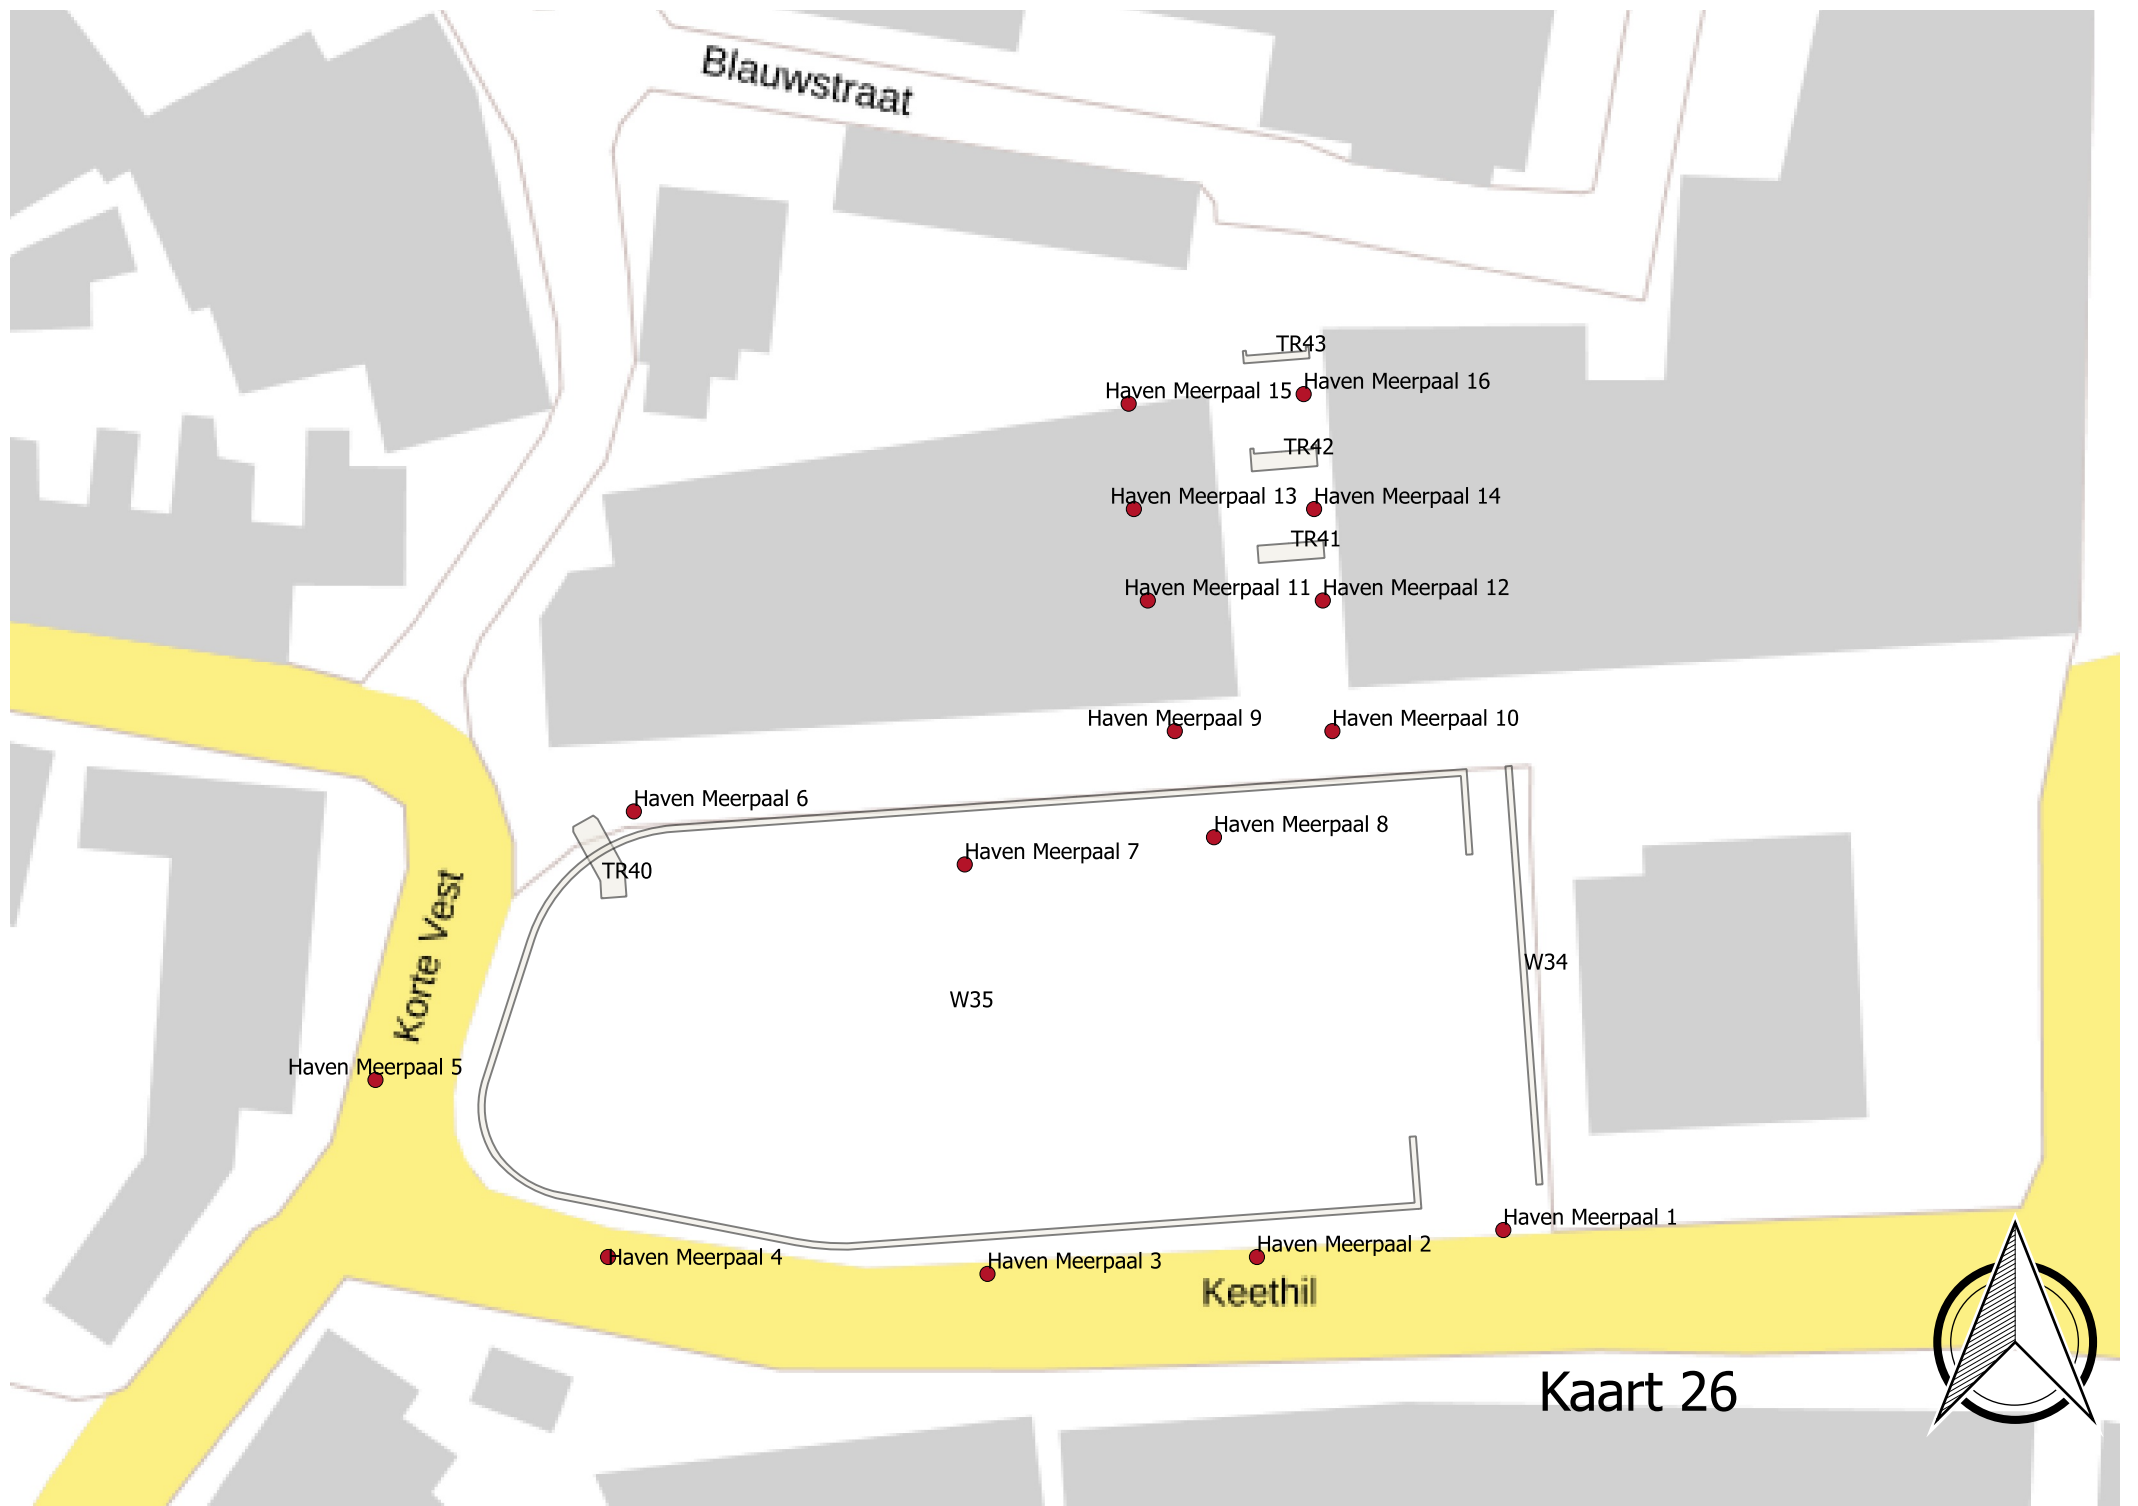 Blauwstraat
TR43
Haven Meerpaal 16
Haven Meerpaal 15
TR42
Haven Meerpaal 13
Haven Meerpaal 14
TR41
Haven Meerpaal 11
Haven Meerpaal 12
Haven Meerpaal 9
Haven Meerpaal 10
Haven Meerpaal 6
Haven Meerpaal 8
Haven Meerpaal 7
TR40
Korte Vest
W34
W35
Haven Meerpaal 5
Haven Meerpaal 1
Haven Meerpaal 2
Haven Meerpaal 4
Haven Meerpaal 3
Keethil
Kaart 26